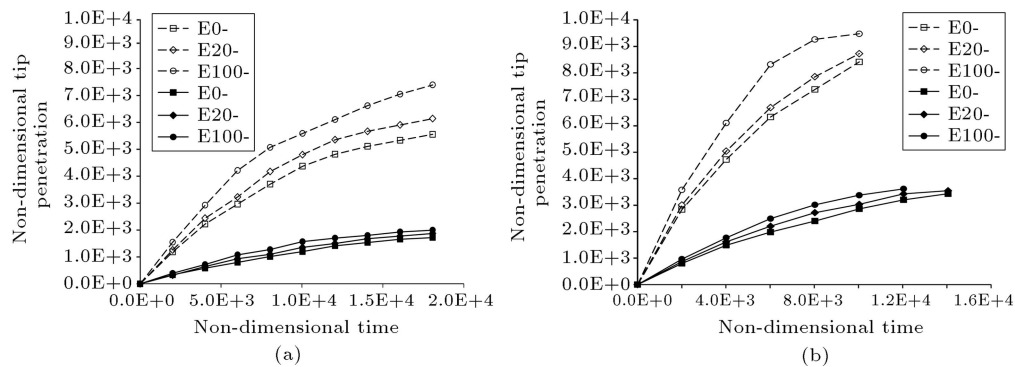 Non-dimensional tip
penetration
1.0E+4
9.0E+3
8.0E+3
7.0E+3
6.0E+3
5.0E+3
4.0E+3
3.0E+3
2.0E+3
1.0E+3
0.0E+0
E0-
E20-
E100-
E0-
E20-
E100-
0.0E+0 5.0E+3 1.0E+4 1.5E+4 2.0E+4
Non-dimensional time
(a)
Non-dimensional tip
penetration
1.0E+4
9.0E+3
8.0E+3
7.0E+3
6.0E+3
5.0E+3
4.0E+3
3.0E+3
2.0E+3
1.0E+3
0.0E+0
E0-
E20-
E100-
E0-
E20-
E100-
0.0E+0 4.0E+3 8.0E+3 1.2E+4 1.6E+4
Non-dimensional time
(b)